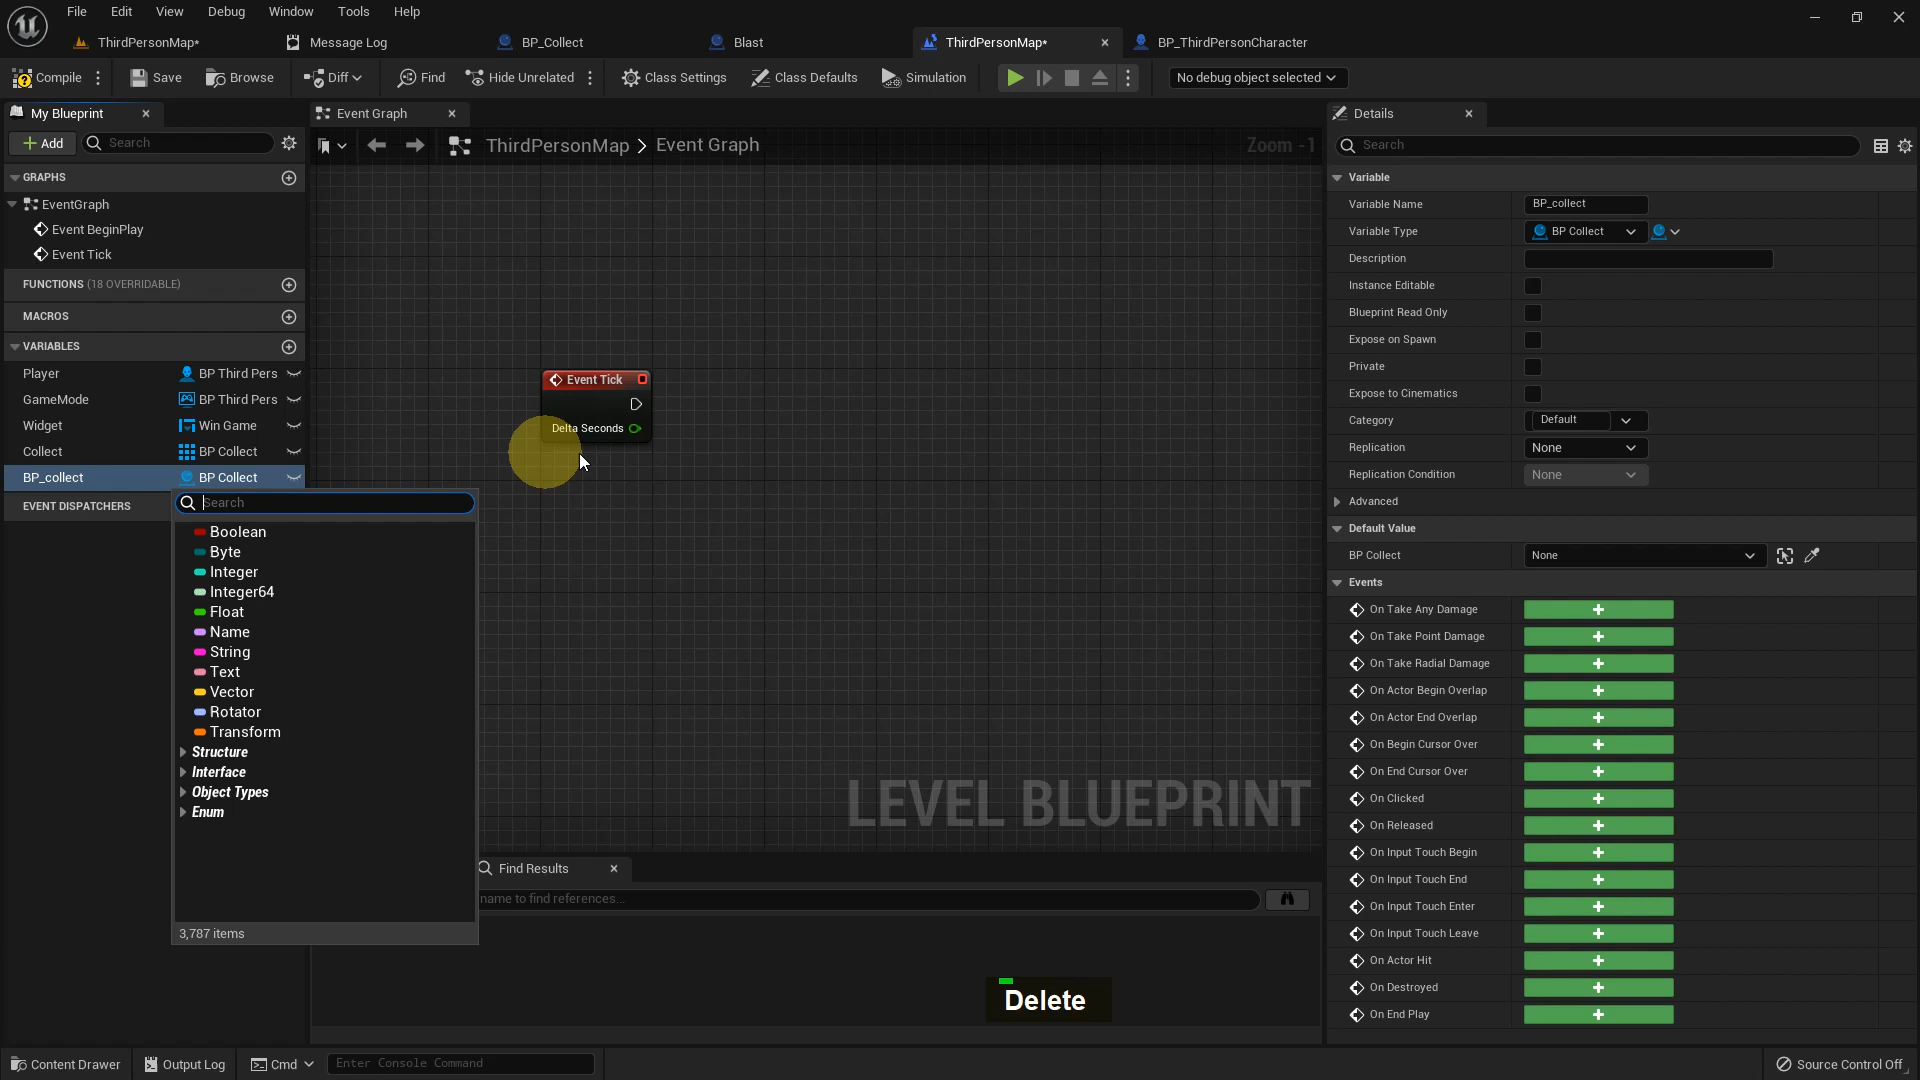 File Edit View Debug Window Tools Help
ThirdPersonMap* Message Log BP_Collect Blast ThirdPersonMap* BP_ThirdPersonCharacter
Compile Save Browse Diff Find Hide Unrelated Class Settings Class Defaults Simulation No debug object selected
My Blueprint Event Graph Details
Add Search ThirdPersonMap > Event Graph Zoom -1 Search
GRAPHS
EventGraph
Event BeginPlay
Event Tick
FUNCTIONS (18 OVERRIDABLE)
MACROS
VARIABLES
Player BP Third Pers
GameMode BP Third Pers
Widget Win Game
Collect BP Collect
BP_collect BP Collect
EVENT DISPATCHERS
Search
Boolean
Byte
Integer
Integer64
Float
Name
String
Text
Vector
Rotator
Transform
Structure
Interface
Object Types
Enum
3,787 items
Event Tick
Delta Seconds
LEVEL BLUEPRINT
Find Results
name to find references...
Delete
Variable
Variable Name BP_collect
Variable Type BP Collect
Description
Instance Editable
Blueprint Read Only
Expose on Spawn
Private
Expose to Cinematics
Category Default
Replication None
Replication Condition None
Advanced
Default Value
BP Collect None
Events
On Take Any Damage
On Take Point Damage
On Take Radial Damage
On Actor Begin Overlap
On Actor End Overlap
On Begin Cursor Over
On End Cursor Over
On Clicked
On Released
On Input Touch Begin
On Input Touch End
On Input Touch Enter
On Input Touch Leave
On Actor Hit
On Destroyed
On End Play
Content Drawer Output Log Cmd Enter Console Command Source Control Off